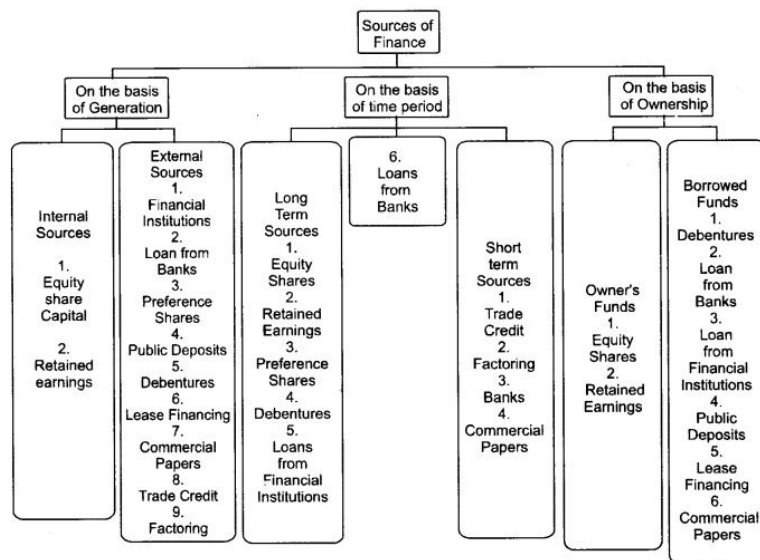 Sources of
Finance
On the basis
of Generation
On the basis
of time period
On the basis
of Ownership
Internal
Sources
1.
Equity
share
Capital
2.
Retained
earnings
External
Sources
1.
Financial
Institutions
2.
Loan from
Banks
3.
Preference
Shares
4.
Public Deposits
5.
Debentures
6.
Lease Financing
7.
Commercial
Papers
8.
Trade Credit
9.
Factoring
Long
Term
Sources
1.
Equity
Shares
2.
Retained
Earnings
3.
Preference
Shares
4.
Debentures
5.
Loans
from
Financial
Institutions
6.
Loans
from
Banks
Short
term
Sources
1.
Trade
Credit
2.
Factoring
3.
Banks
4.
Commercial
Papers
Owner's
Funds
1.
Equity
Shares
2.
Retained
Earnings
Borrowed
Funds
1.
Debentures
2.
Loan
from
Banks
3.
Loan
from
Financial
Institutions
4.
Public
Deposits
5.
Lease
Financing
6.
Commercial
Papers